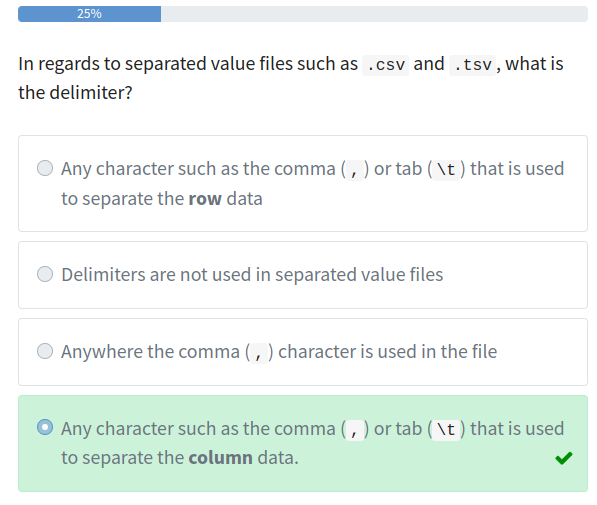 25%
In regards to separated value files such as .csv and .tsv, what is
the delimiter?
Any character such as the comma (,) or tab (\t) that is used
to separate the row data
Delimiters are not used in separated value files
Anywhere the comma (,) character is used in the file
Any character such as the comma (,) or tab (\t) that is used
to separate the column data.